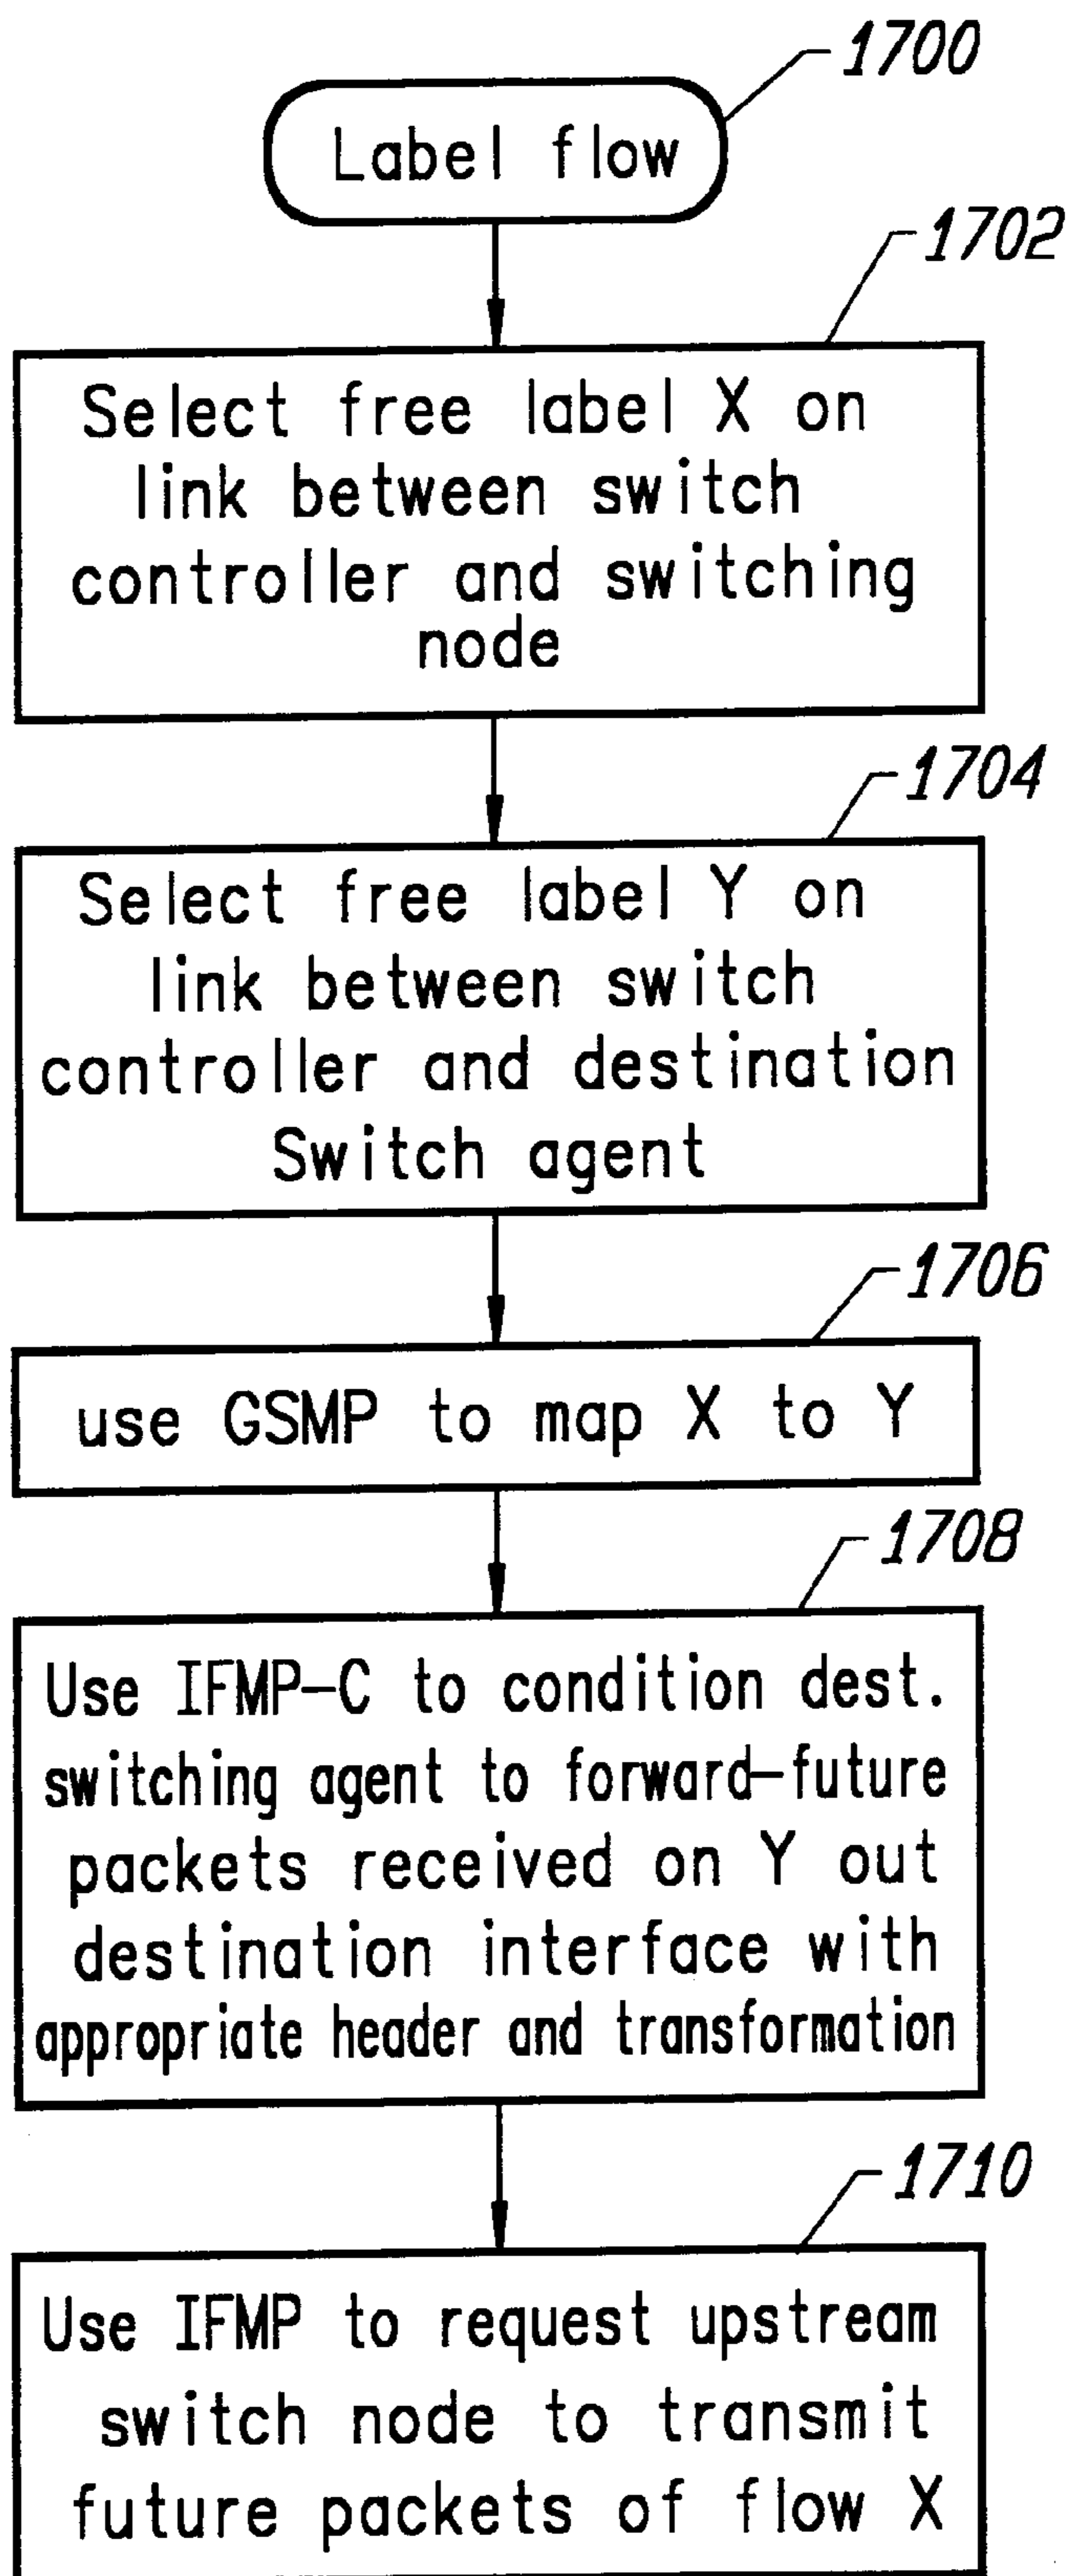 1700
Label flow
1702
Select free label X on
link between switch
controller and switching
node
1704
Select free label Y on
link between switch
controller and destination
Switch agent
1706
use GSMP to map X to Y
1708
Use IFMP-C to condition dest.
switching agent to forward-future
packets received on Y out
destination interface with
appropriate header and transformation
1710
Use IFMP to request upstream
switch node to transmit
future packets of flow X